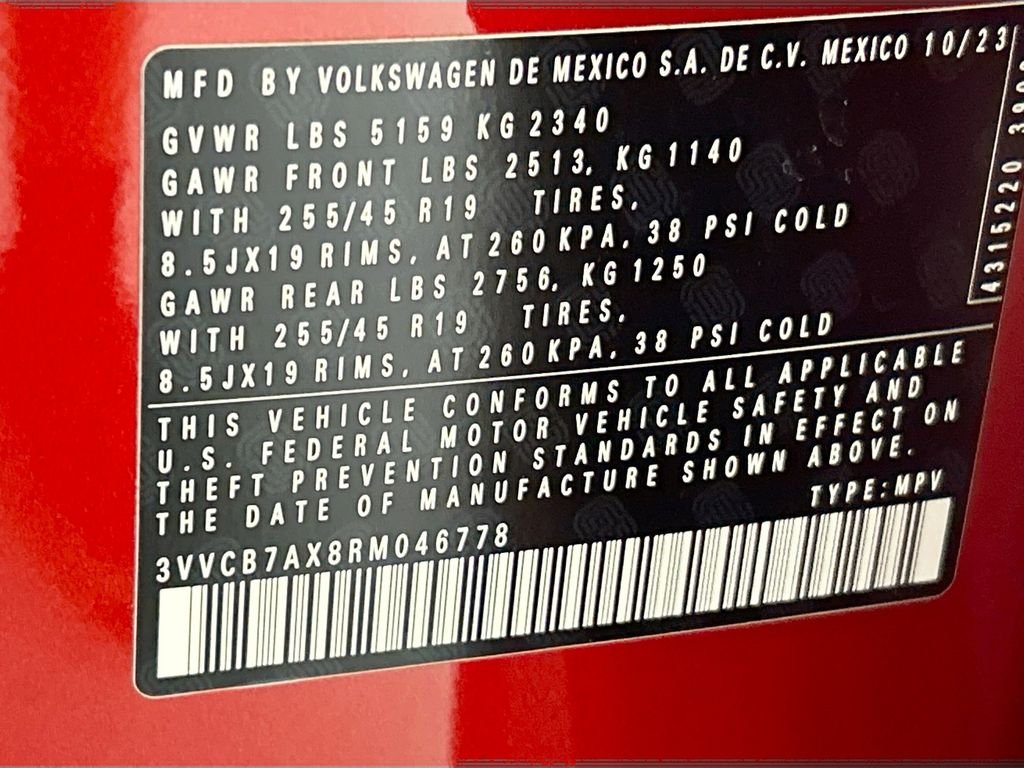 MFD BY VOLKSWAGEN DE MEXICO S.A. DE C.V. MEXICO 10/23
GVWR LBS 5159 KG 2340
GAWR FRONT LBS 2513, KG 1140
WITH 255/45 R19 TIRES,
8.5JX19 RIMS, AT 260 KPA, 38 PSI COLD
GAWR REAR LBS 2756, KG 1250
WITH 255/45 R19 TIRES,
8.5JX19 RIMS, AT 260 KPA, 38 PSI COLD
THIS VEHICLE CONFORMS TO ALL APPLICABLE
U.S. FEDERAL MOTOR VEHICLE SAFETY AND
THEFT PREVENTION STANDARDS IN EFFECT ON
THE DATE OF MANUFACTURE SHOWN ABOVE.
TYPE:MPV
3VVCB7AX8RM046778
4315220